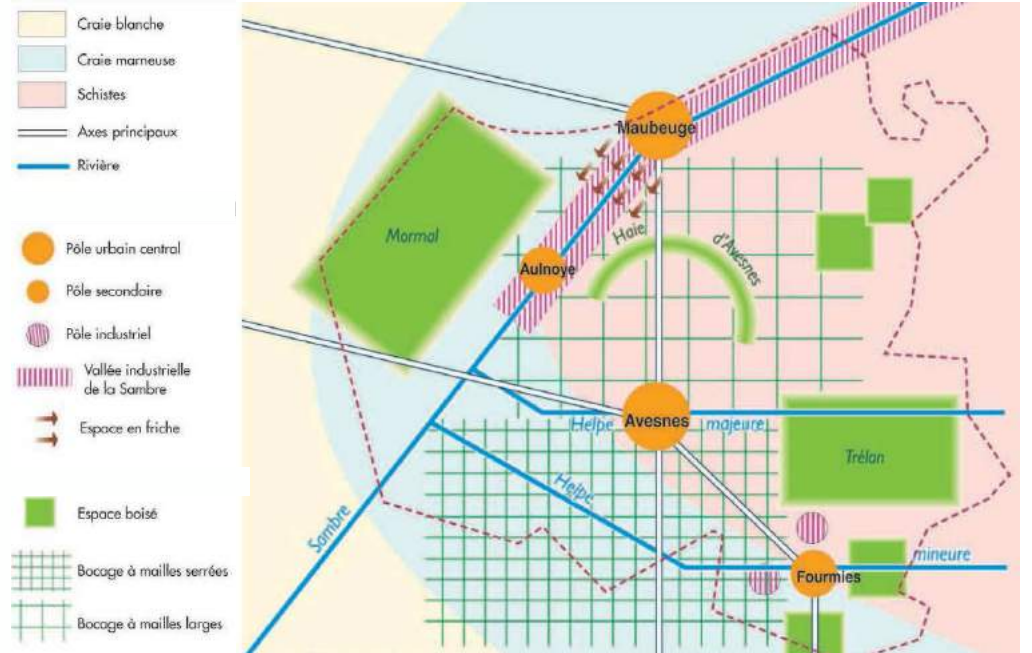 Craie blanche
Craie marneuse
Schistes
Axes principaux
Rivière
Pôle urbain central
Pôle secondaire
Pôle industriel
Vallée industrielle
de la Sambre
Espace en friche
Espace boisé
Bocage à mailles serrées
Bocage à mailles larges
Maubeuge
Mormal
Haie
d'Avesnes
Aulnoye
Avesnes
Helpe
majeure
Trélon
Helpe
Sambre
mineure
Fourmies